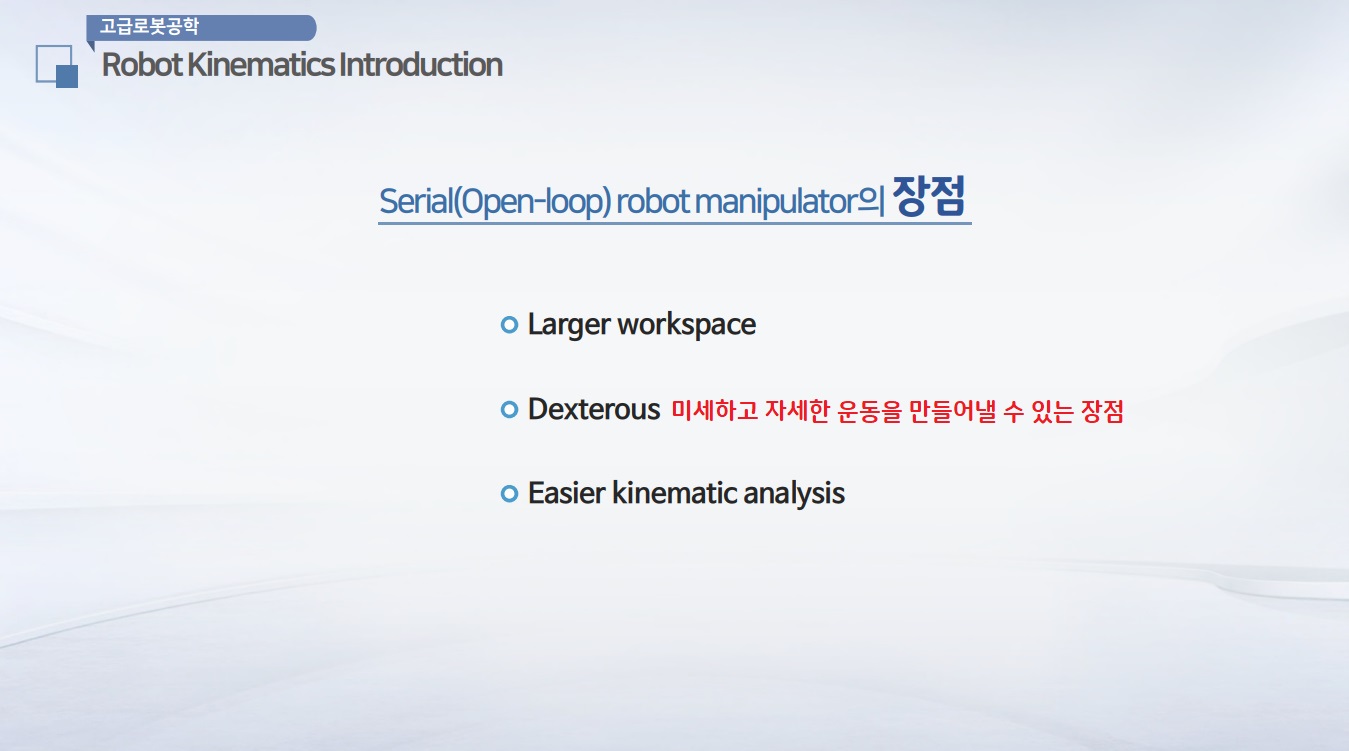 고급로봇공학
Robot Kinematics Introduction
Serial(Open-loop) robot manipulator의 장점
Larger workspace
Dexterous 미세하고 자세한 운동을 만들어낼 수 있는 장점
Easier kinematic analysis